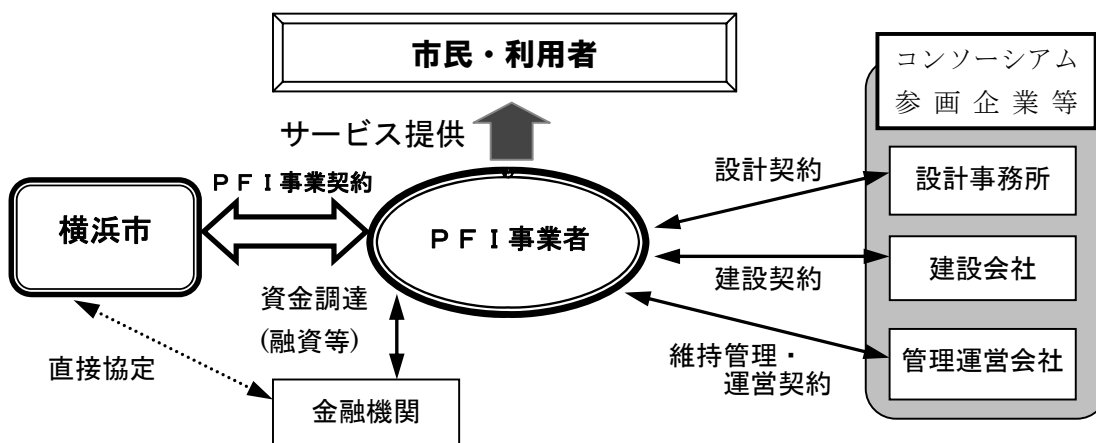 市民・利用者
コンソーシアム
参画企業等
サービス提供
設計契約
設計事務所
ＰＦＩ事業契約
横浜市
ＰＦＩ事業者
建設契約
建設会社
資金調達
(融資等)
維持管理・
運営契約
管理運営会社
直接協定
金融機関